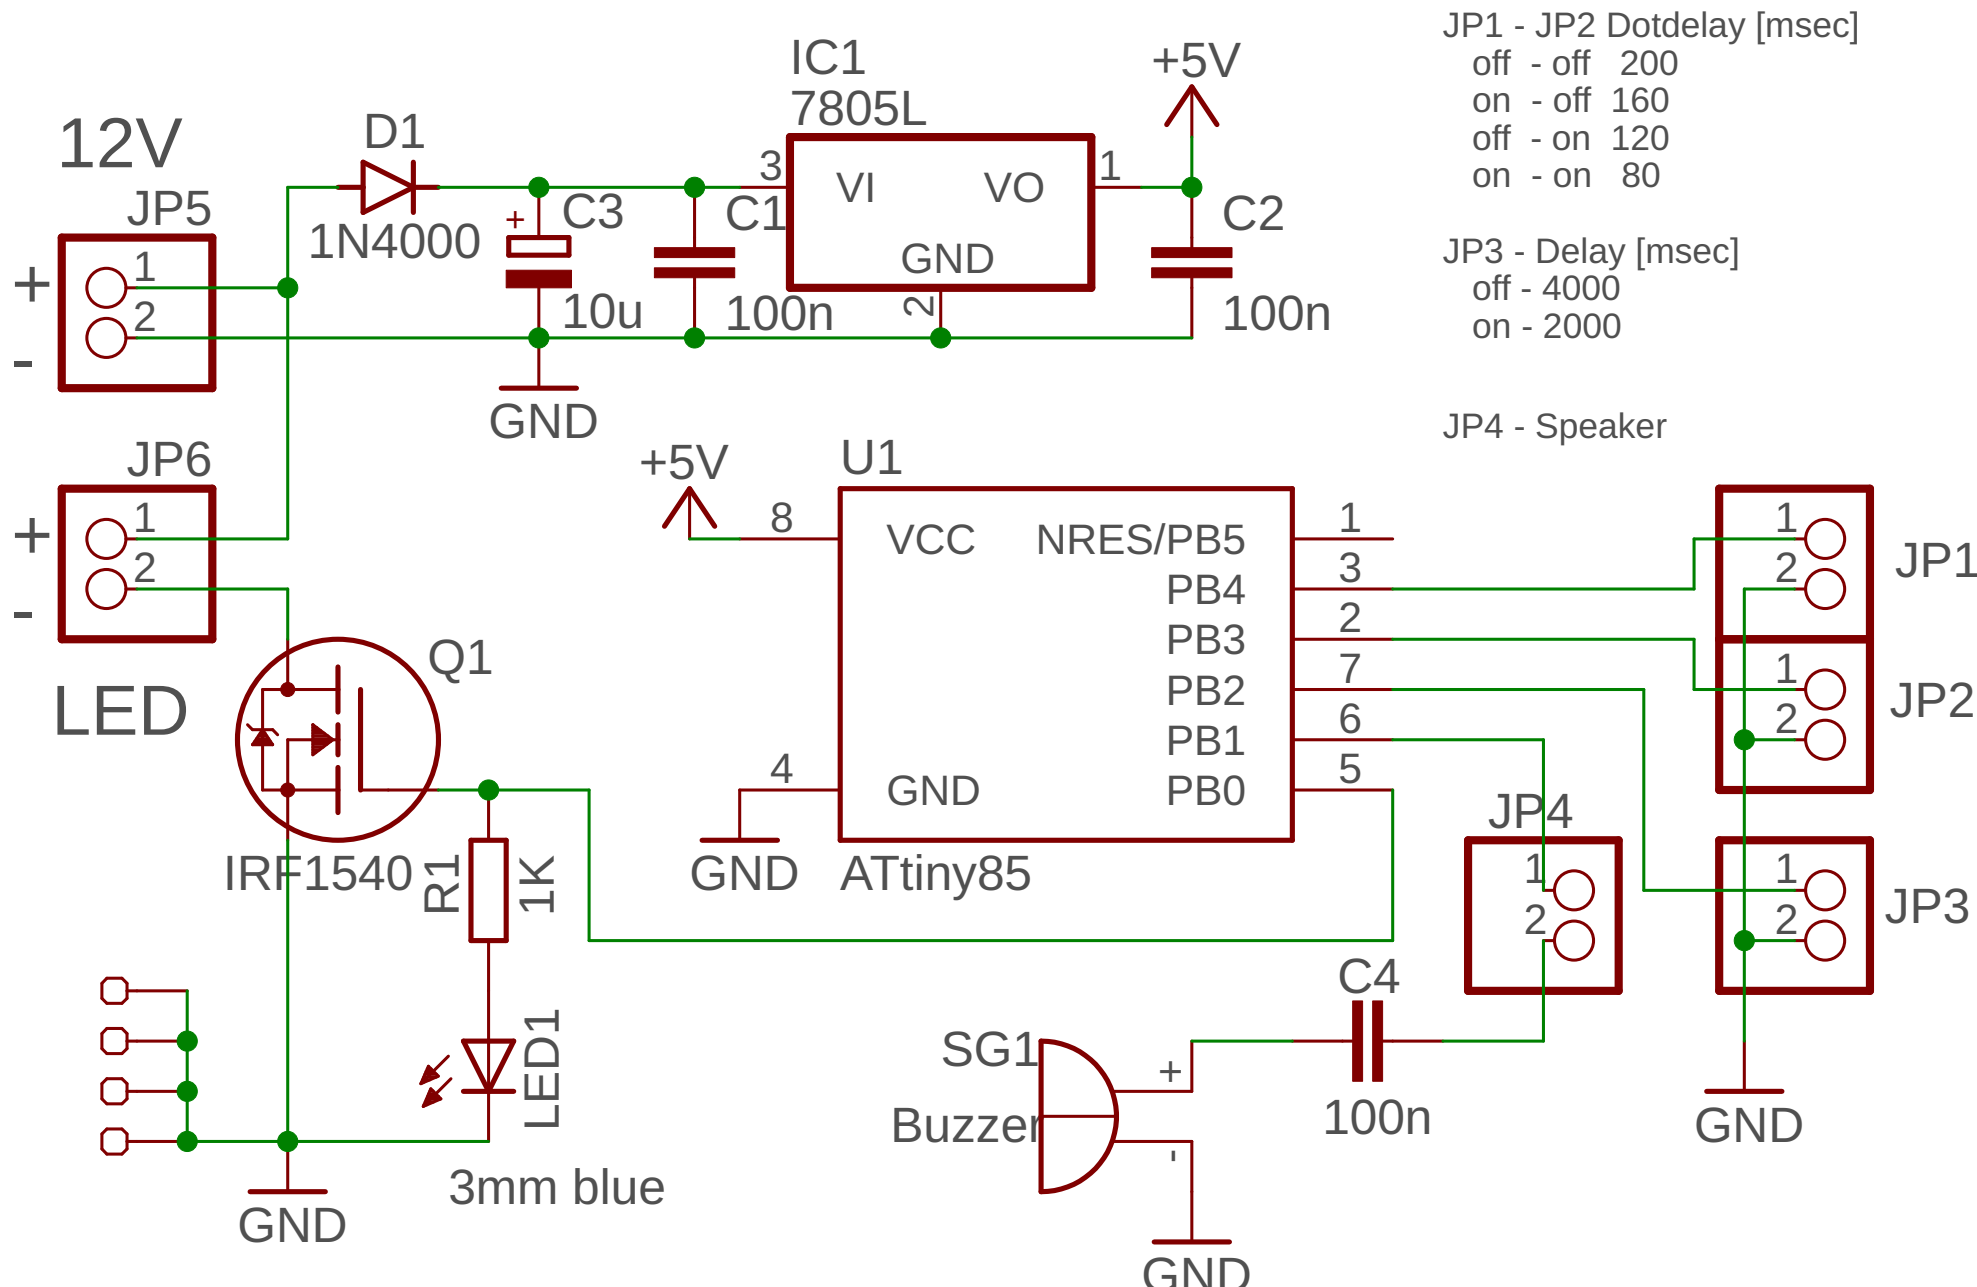 JP1 - JP2 Dotdelay [msec]
off - off 200
on - off 160
off - on 120
on - on 80
JP3 - Delay [msec]
off - 4000
on - 2000
JP4 - Speaker
12V
JP5
+
-
1
2
D1
1N4000
+
C3
10u
C1
100n
IC1
7805L
3
VI
VO
1
GND
2
+5V
C2
100n
GND
JP6
+
-
1
2
LED
Q1
IRF1540
R1
1K
LED1
3mm blue
GND
+5V
U1
8
VCC
NRES/PB5
1
PB4
3
PB3
2
PB2
7
PB1
6
4
GND
PB0
5
GND
ATtiny85
1
2
JP1
1
2
JP2
JP4
1
2
1
2
JP3
GND
C4
100n
SG1
Buzzer
+
-
GND